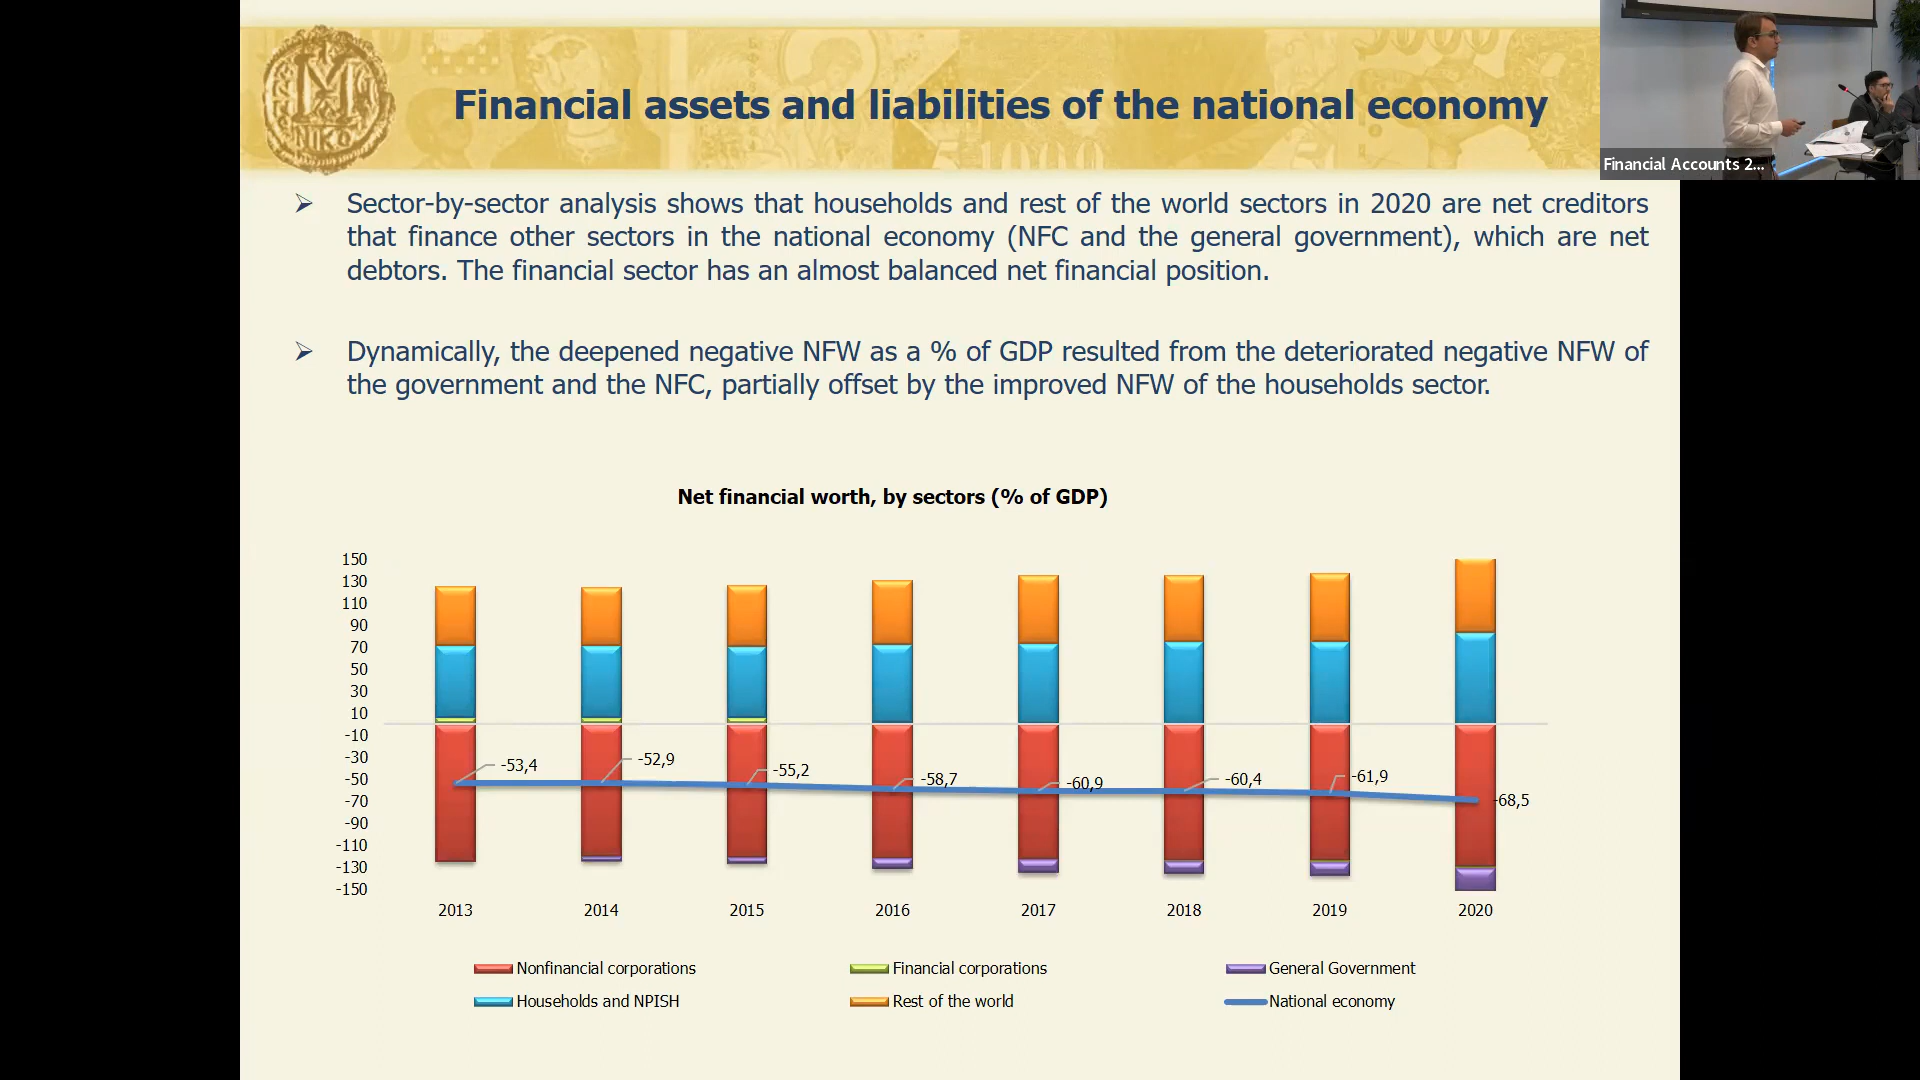 Financial assets and liabilities of the national economy
Financial Accounts 2...
Sector-by-sector analysis shows that households and rest of the world sectors in 2020 are net creditors
that finance other sectors in the national economy (NFC and the general government), which are net
debtors. The financial sector has an almost balanced net financial position.
Dynamically, the deepened negative NFW as a % of GDP resulted from the deteriorated negative NFW of
the government and the NFC, partially offset by the improved NFW of the households sector.
Net financial worth, by sectors (% of GDP)
150
130
110
90
70
50
30
10
-10
-30
-50
-70
-90
-110
-130
-150
-53,4
-52,9
-55,2
-58,7
-60,9
-60,4
-61,9
-68,5
2013 2014 2015 2016 2017 2018 2019 2020
Nonfinancial corporations Financial corporations General Government
Households and NPISH Rest of the world National economy